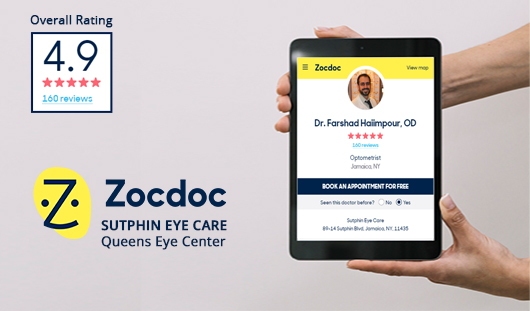 Overall Rating
4.9
160 reviews
Zocdoc
SUTPHIN EYE CARE
Queens Eye Center
Zocdoc
View map
Dr. Farshad Haiimpour, OD
160 reviews
Optometrist
Jamaica, NY
BOOK AN APPOINTMENT FOR FREE
Seen this doctor before? No Yes
Sutphin Eye Care
89-14 Sutphin Blvd, Jamaica, NY, 11435